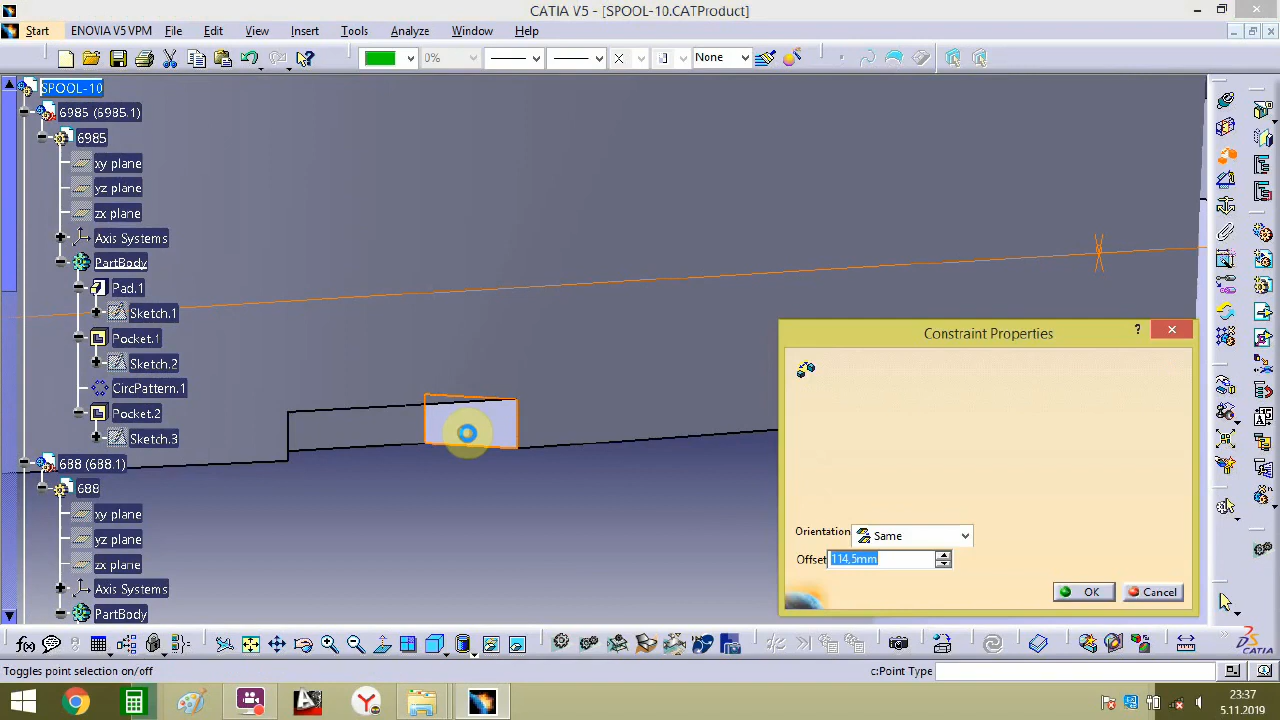 CATIA V5 - [SPOOL-10.CATProduct]
Start ENOVIA V5 VPM File Edit View Insert Tools Analyze Window Help
0% None
SPOOL-10
6985 (6985.1)
6985
xy plane
yz plane
zx plane
Axis Systems
PartBody
Pad.1
Sketch.1
Pocket.1
Sketch.2
CircPattern.1
Pocket.2
Sketch.3
688 (688.1)
688
xy plane
yz plane
zx plane
Axis Systems
PartBody
Constraint Properties
Orientation Same
Offset 114,5mm
OK Cancel
CATIA
Toggles point selection on/off c:Point Type
23:37
5.11.2019